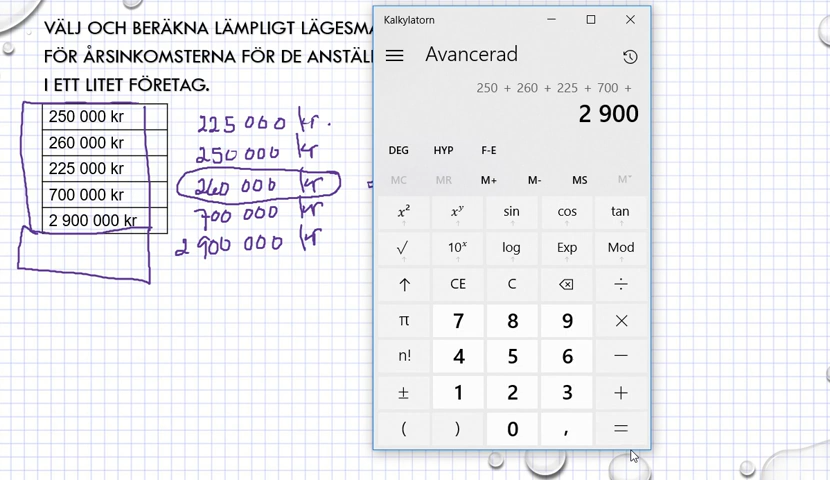 VÄLJ OCH BERÄKNA LÄMPLIGT LÄGESMA
FÖR ÅRSINKOMSTERNA FÖR DE ANSTÄL
I ETT LITET FÖRETAG.
250 000 kr
260 000 kr
225 000 kr
700 000 kr
2 900 000 kr
225 000 kr.
250 000 kr
260 000 kr
700 000 kr
2 900 000 kr
Kalkylatorn
Avancerad
250 + 260 + 225 + 700 +
2 900
DEG HYP F-E
MC MR M+ M- MS M˅
x² xʸ sin cos tan
√ 10ˣ log Exp Mod
↑ CE C ⌫ ÷
π 7 8 9 ×
n! 4 5 6 −
± 1 2 3 +
( ) 0 , =